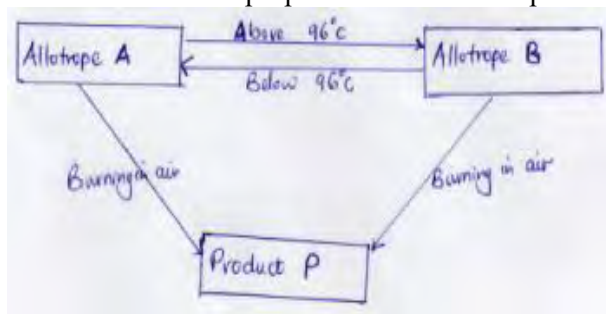 Above 96°c
Allotrope A
Allotrope B
Below 96°c
Burning in air
Burning in air
Product P